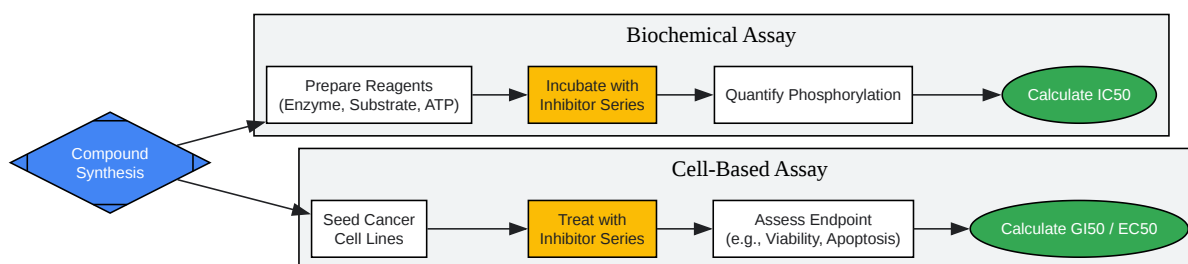 Biochemical Assay
Prepare Reagents
(Enzyme, Substrate, ATP)
Incubate with
Inhibitor Series
Quantify Phosphorylation
Calculate IC50
Compound
Synthesis
Cell-Based Assay
Seed Cancer
Cell Lines
Treat with
Inhibitor Series
Assess Endpoint
(e.g., Viability, Apoptosis)
Calculate GI50 / EC50